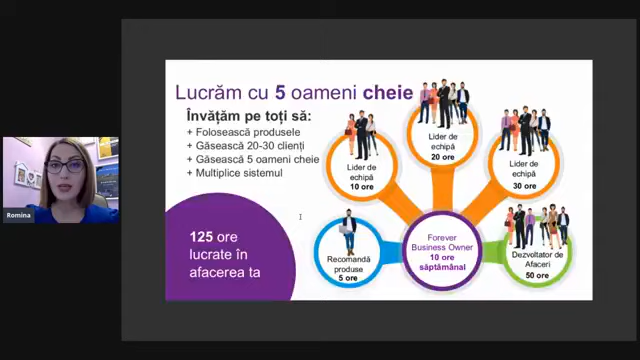 Lucrăm cu 5 oameni cheie
Învățăm pe toți să:
+ Folosească produsele
+ Găsească 20-30 clienți
+ Găsească 5 oameni cheie
+ Multiplice sistemul
125 ore
lucrate în
afacerea ta
Recomandă
produse
5 ore
Lider de
echipă
10 ore
Lider de
echipă
20 ore
Lider de
echipă
30 ore
Dezvoltator de
Afaceri
50 ore
Forever
Business Owner
10 ore
săptămânal
Romina